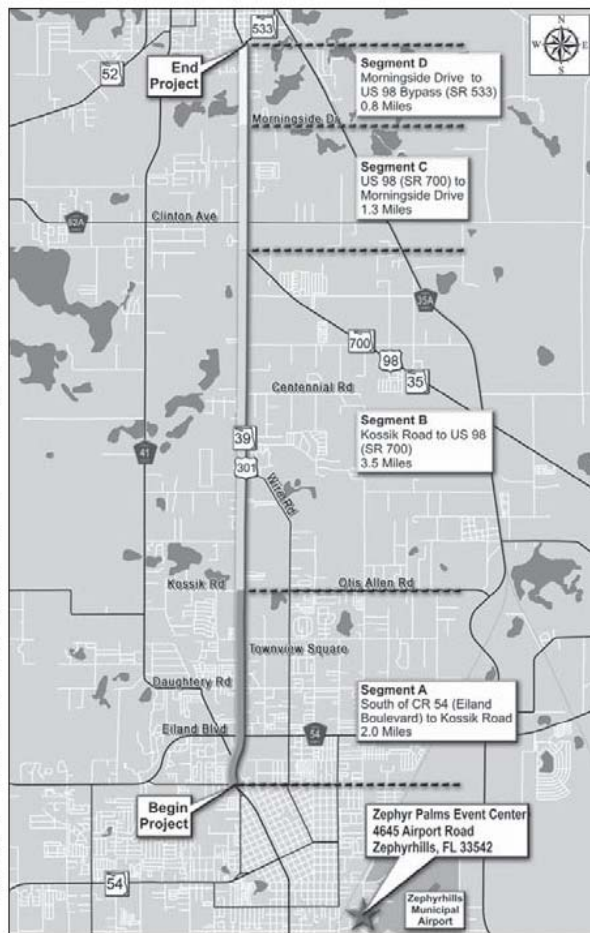 533
N
W E
S
52
End
Project
Segment D
Morningside Drive to
US 98 Bypass (SR 533)
0.8 Miles
Morningside Dr
Segment C
US 98 (SR 700) to
Morningside Drive
1.3 Miles
52A
Clinton Ave
35A
700
98
35
Centennial Rd
Segment B
Kossik Road to US 98
(SR 700)
3.5 Miles
39
41
301
Wire Rd
Kossik Rd
Otis Allen Rd
Townview Square
Daughtery Rd
Segment A
South of CR 54 (Eiland
Boulevard) to Kossik Road
2.0 Miles
Eiland Blvd
54
Begin
Project
Zephyr Palms Event Center
4645 Airport Road
Zephyrhills, FL 33542
54
Zephyrhills
Municipal
Airport